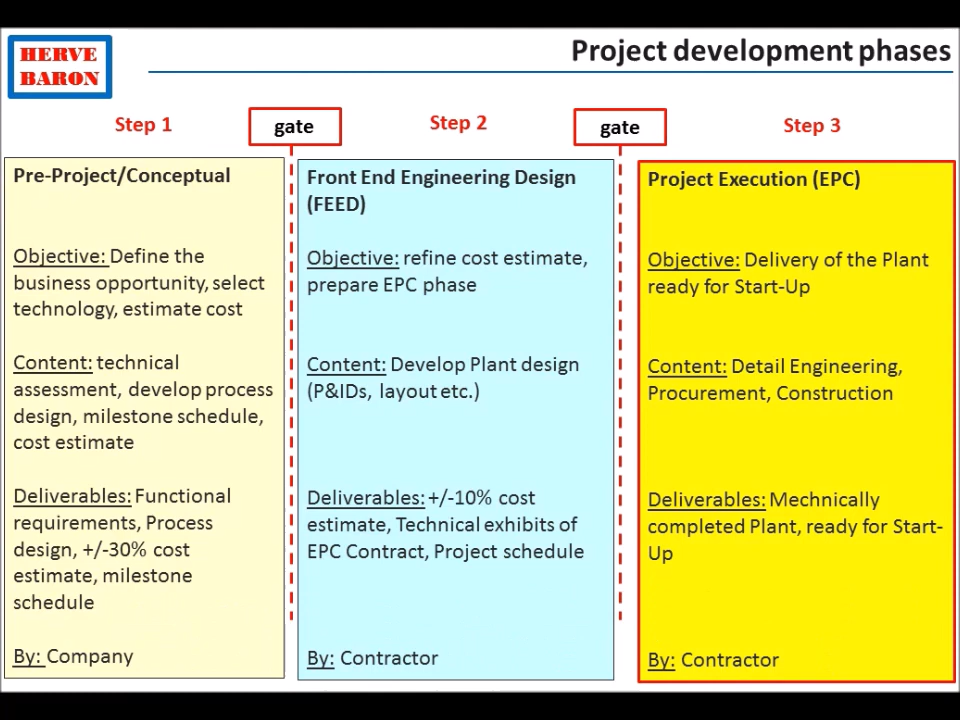 HERVE
BARON
Project development phases
Step 1
gate
Step 2
gate
Step 3
Pre-Project/Conceptual
Objective: Define the
business opportunity, select
technology, estimate cost
Content: technical
assessment, develop process
design, milestone schedule,
cost estimate
Deliverables: Functional
requirements, Process
design, +/-30% cost
estimate, milestone
schedule
By: Company
Front End Engineering Design
(FEED)
Objective: refine cost estimate,
prepare EPC phase
Content: Develop Plant design
(P&IDs, layout etc.)
Deliverables: +/-10% cost
estimate, Technical exhibits of
EPC Contract, Project schedule
By: Contractor
Project Execution (EPC)
Objective: Delivery of the Plant
ready for Start-Up
Content: Detail Engineering,
Procurement, Construction
Deliverables: Mechnically
completed Plant, ready for Start-
Up
By: Contractor